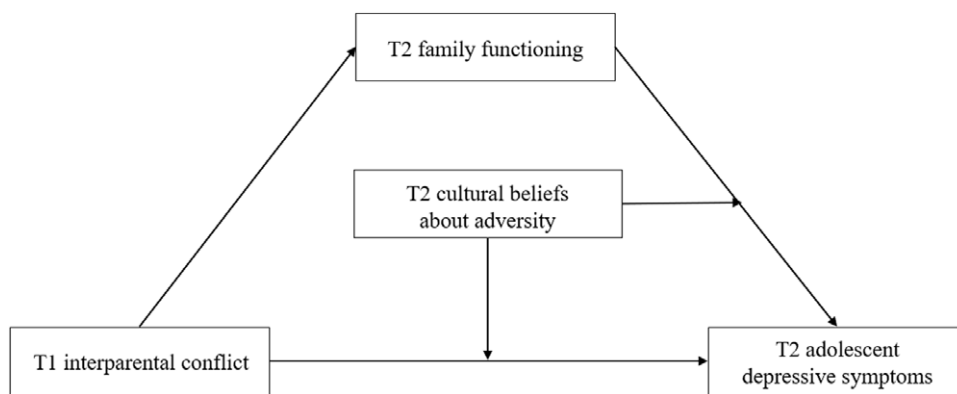 T2 family functioning
T2 cultural beliefs
about adversity
T1 interparental conflict
T2 adolescent
depressive symptoms